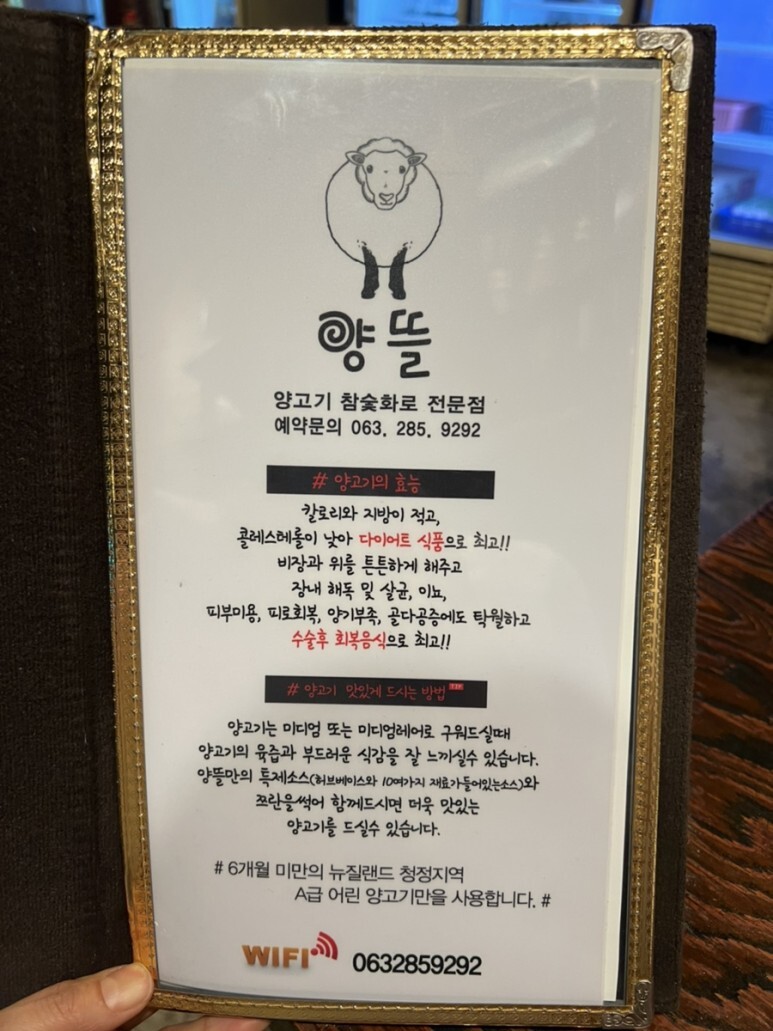 양뜰
양고기 참숯화로 전문점
예약문의 063. 285. 9292
# 양고기의 효능
칼로리와 지방이 적고,
콜레스테롤이 낮아 다이어트 식품으로 최고!!
비장과 위를 튼튼하게 해주고
장내 해독 및 살균, 이뇨,
피부미용, 피로회복, 양기부족, 골다공증에도 탁월하고
수술후 회복음식으로 최고!!
# 양고기 맛있게 드시는 방법 TIP
양고기는 미디엄 또는 미디엄레어로 구워드실때
양고기의 육즙과 부드러운 식감을 잘 느끼실수 있습니다.
양뜰만의 특제소스(허브베이스와 10여가지 재료가들어있는소스)와
쯔란을썩어 함께드시면 더욱 맛있는
양고기를 드실수 있습니다.
# 6개월 미만의 뉴질랜드 청정지역
A급 어린 양고기만을 사용합니다. #
WIFI 0632859292